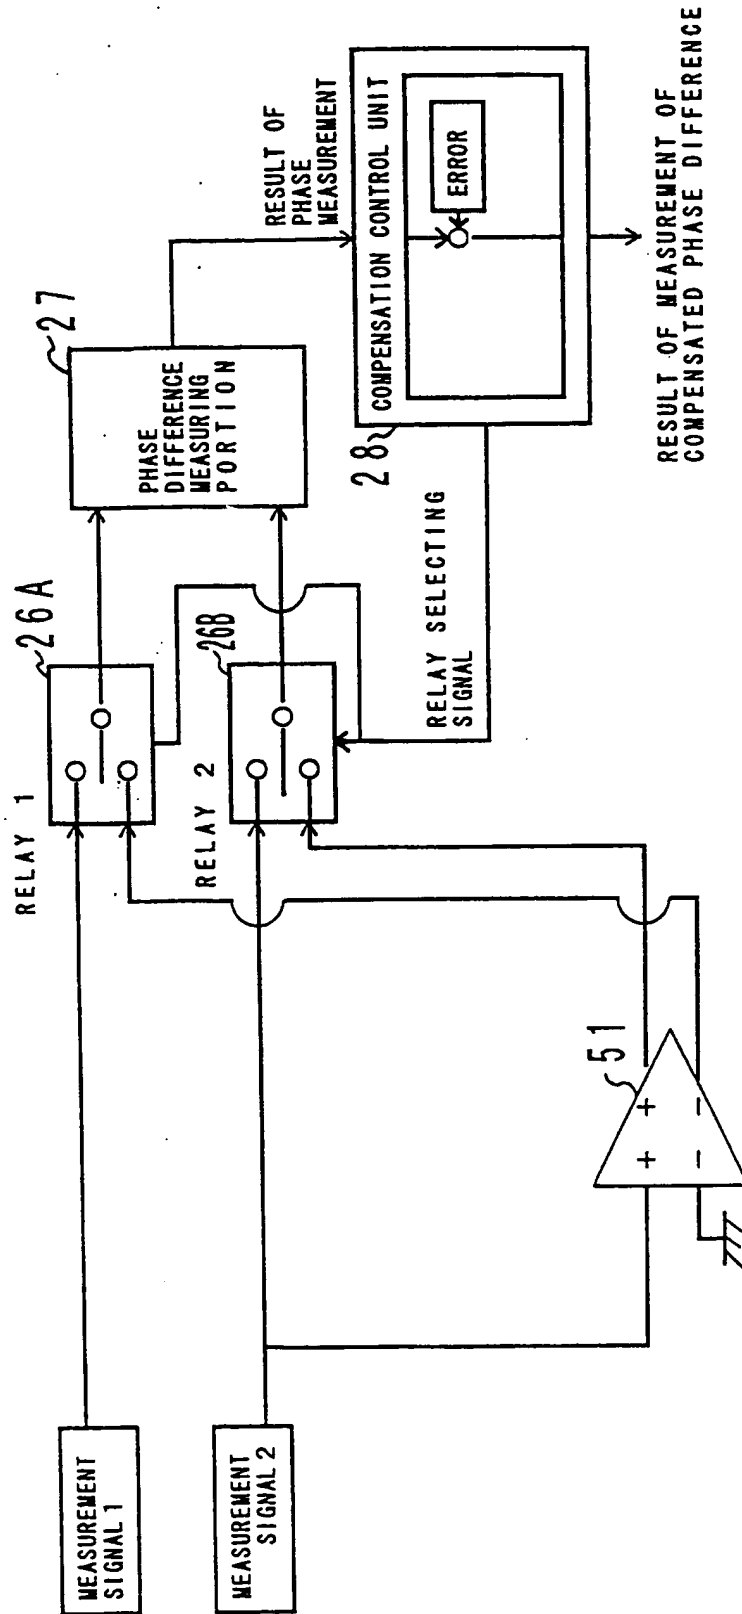 MEASUREMENT
SIGNAL 1
MEASUREMENT
SIGNAL 2
RELAY 1
26A
RELAY 2
26B
PHASE
DIFFERENCE
MEASURING
PORTION
27
RESULT OF
PHASE
MEASUREMENT
COMPENSATION CONTROL UNIT
ERROR
28
RELAY SELECTING
SIGNAL
51
+ +
− −
RESULT OF MEASUREMENT OF
COMPENSATED PHASE DIFFERENCE